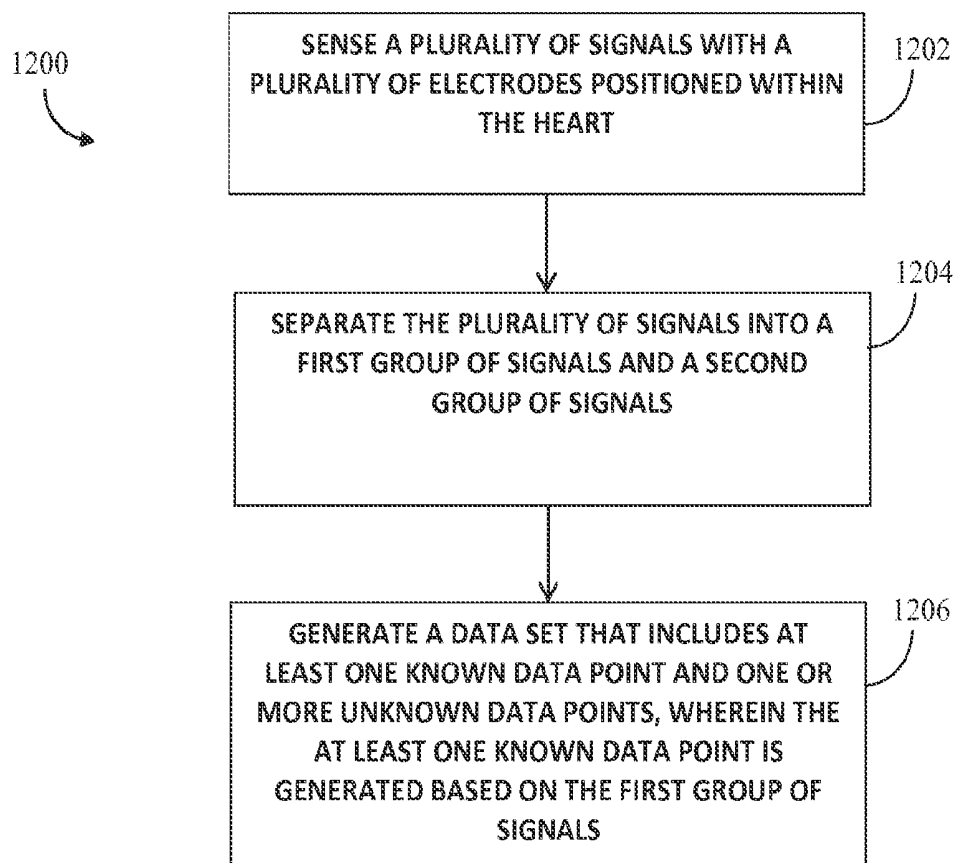 1200
SENSE A PLURALITY OF SIGNALS WITH A
PLURALITY OF ELECTRODES POSITIONED WITHIN
THE HEART
1202
SEPARATE THE PLURALITY OF SIGNALS INTO A
FIRST GROUP OF SIGNALS AND A SECOND
GROUP OF SIGNALS
1204
GENERATE A DATA SET THAT INCLUDES AT
LEAST ONE KNOWN DATA POINT AND ONE OR
MORE UNKNOWN DATA POINTS, WHEREIN THE
AT LEAST ONE KNOWN DATA POINT IS
GENERATED BASED ON THE FIRST GROUP OF
SIGNALS
1206